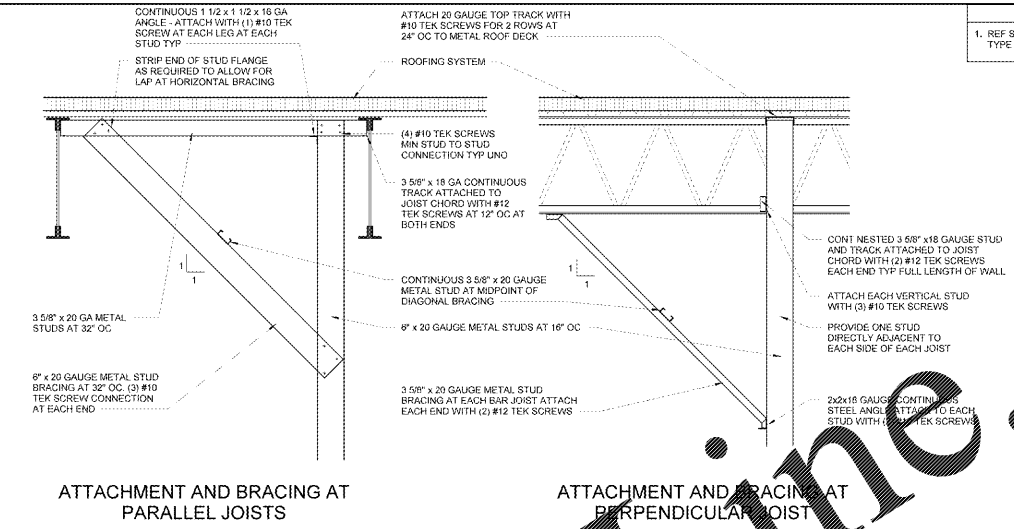 CONTINUOUS 1 1/2 x 1 1/2 x 18 GA
ANGLE - ATTACH WITH (1) #10 TEK
SCREW AT EACH LEG AT EACH
STUD TYP
STRIP END OF STUD FLANGE
AS REQUIRED TO ALLOW FOR
LAP AT HORIZONTAL BRACING
ATTACH 20 GAUGE TOP TRACK WITH
#10 TEK SCREWS FOR 2 ROWS AT
24" OC TO METAL ROOF DECK
ROOFING SYSTEM
1. REF S
TYPE
(4) #10 TEK SCREWS
MIN STUD TO STUD
CONNECTION TYP UNO
3 5/8" x 18 GA CONTINUOUS
TRACK ATTACHED TO
JOIST CHORD WITH #12
TEK SCREWS AT 12" OC AT
BOTH ENDS
1
1
CONTINUOUS 3 5/8" x 20 GAUGE
METAL STUD AT MIDPOINT OF
DIAGONAL BRACING
3 5/8" x 20 GA METAL
STUDS AT 32" OC
6" x 20 GAUGE METAL STUDS AT 16" OC
6" x 20 GAUGE METAL STUD
BRACING AT 32" OC. (3) #10
TEK SCREW CONNECTION
AT EACH END
3 5/8" x 20 GAUGE METAL STUD
BRACING AT EACH BAR JOIST ATTACH
EACH END WITH (2) #12 TEK SCREWS
1
1
CONT NESTED 3 5/8" x18 GAUGE STUD
AND TRACK ATTACHED TO JOIST
CHORD WITH (2) #12 TEK SCREWS
EACH END TYP FULL LENGTH OF WALL
ATTACH EACH VERTICAL STUD
WITH (3) #10 TEK SCREWS
PROVIDE ONE STUD
DIRECTLY ADJACENT TO
EACH SIDE OF EACH JOIST
2x2x18 GAUGE CONTINUOUS
STEEL ANGLE ATTACH TO EACH
STUD WITH TEK SCREWS
ATTACHMENT AND BRACING AT
PARALLEL JOISTS
ATTACHMENT AND BRACING AT
PERPENDICULAR JOIST
ine.